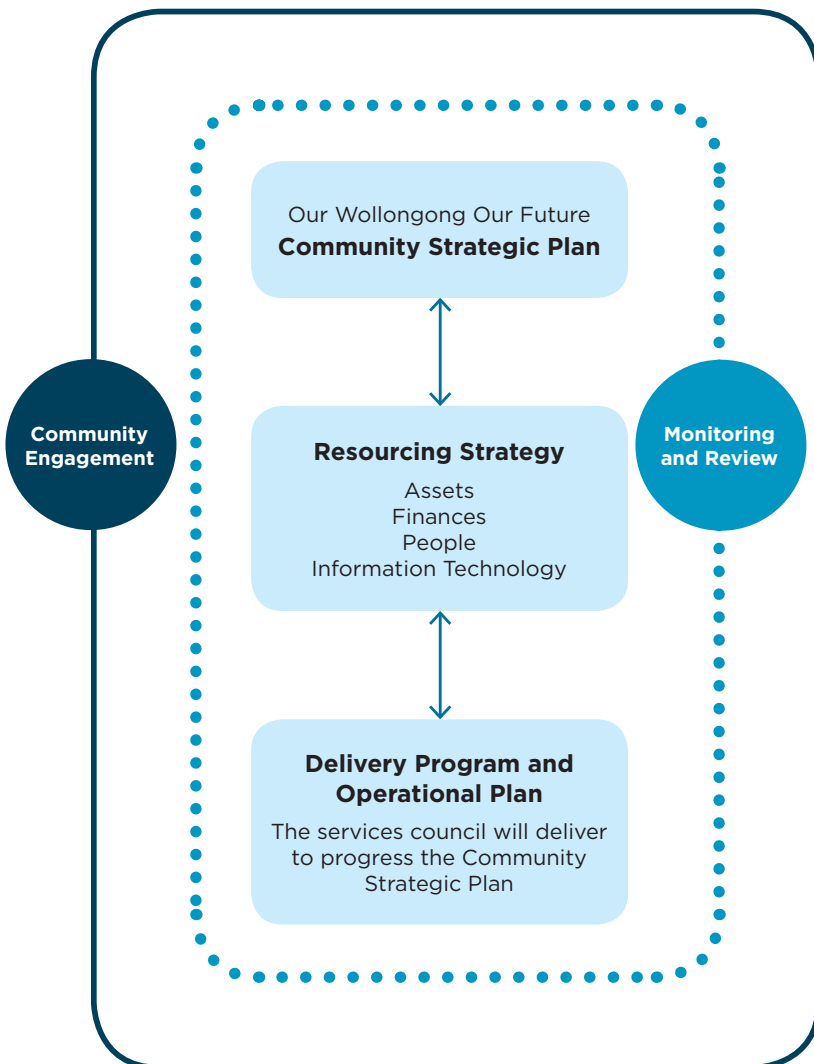 Our Wollongong Our Future
Community Strategic Plan
Community
Engagement
Resourcing Strategy
Assets
Finances
People
Information Technology
Monitoring
and Review
Delivery Program and
Operational Plan
The services council will deliver
to progress the Community
Strategic Plan